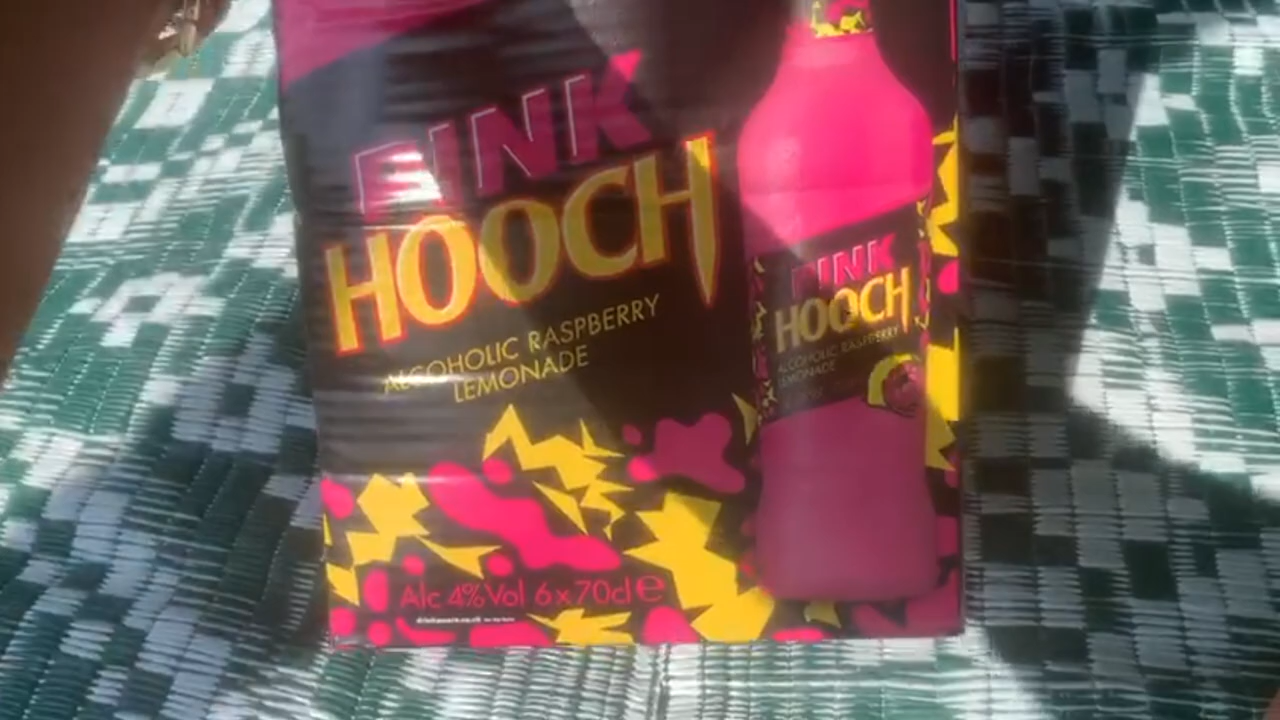 PINK
HOOCH
ALCOHOLIC RASPBERRY
LEMONADE
PINK
HOOCH
ALCOHOLIC RASPBERRY
LEMONADE
Alc 4%Vol 6x70cl e